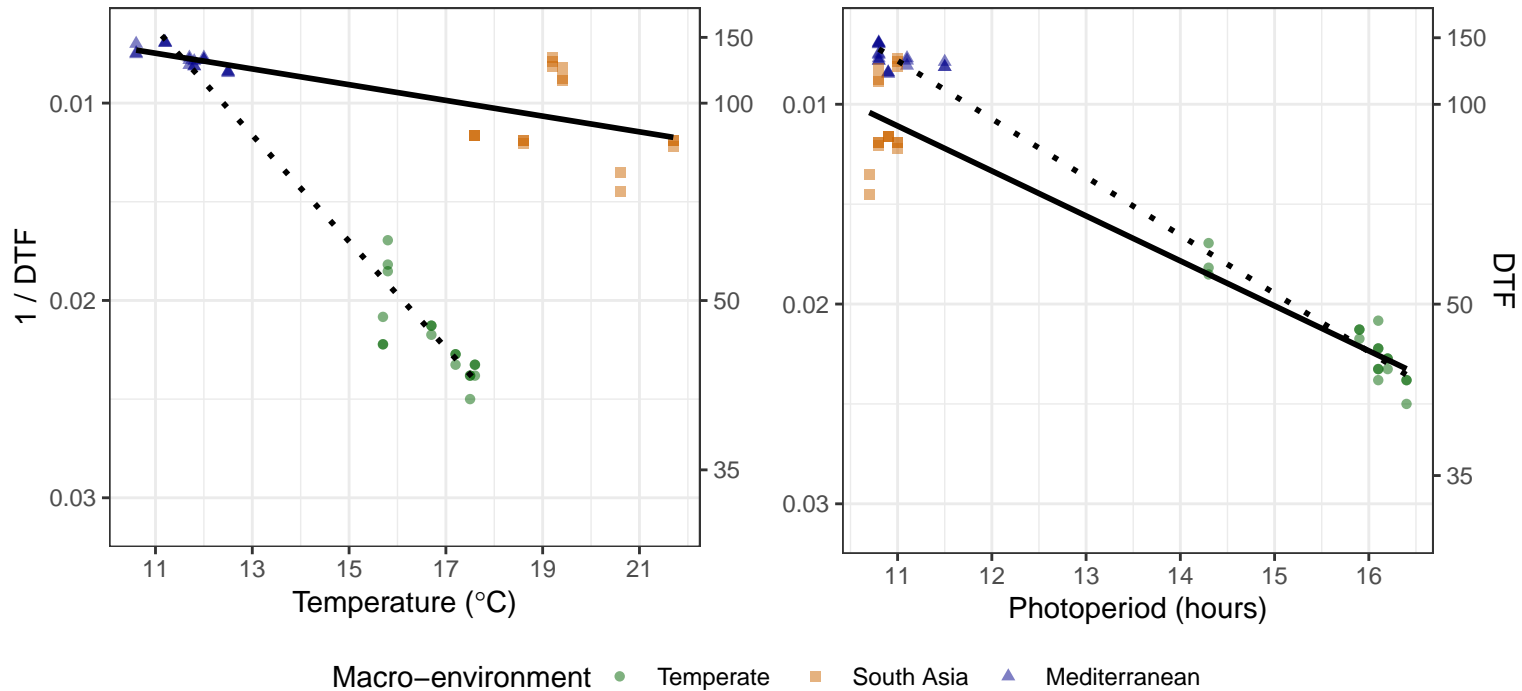 1 / DTF
0.01
0.02
0.03
150
100
50
35
11 13 15 17 19 21
Temperature (°C)
0.01
0.02
0.03
150
100
50
35
DTF
11 12 13 14 15 16
Photoperiod (hours)
Macro−environment Temperate South Asia Mediterranean